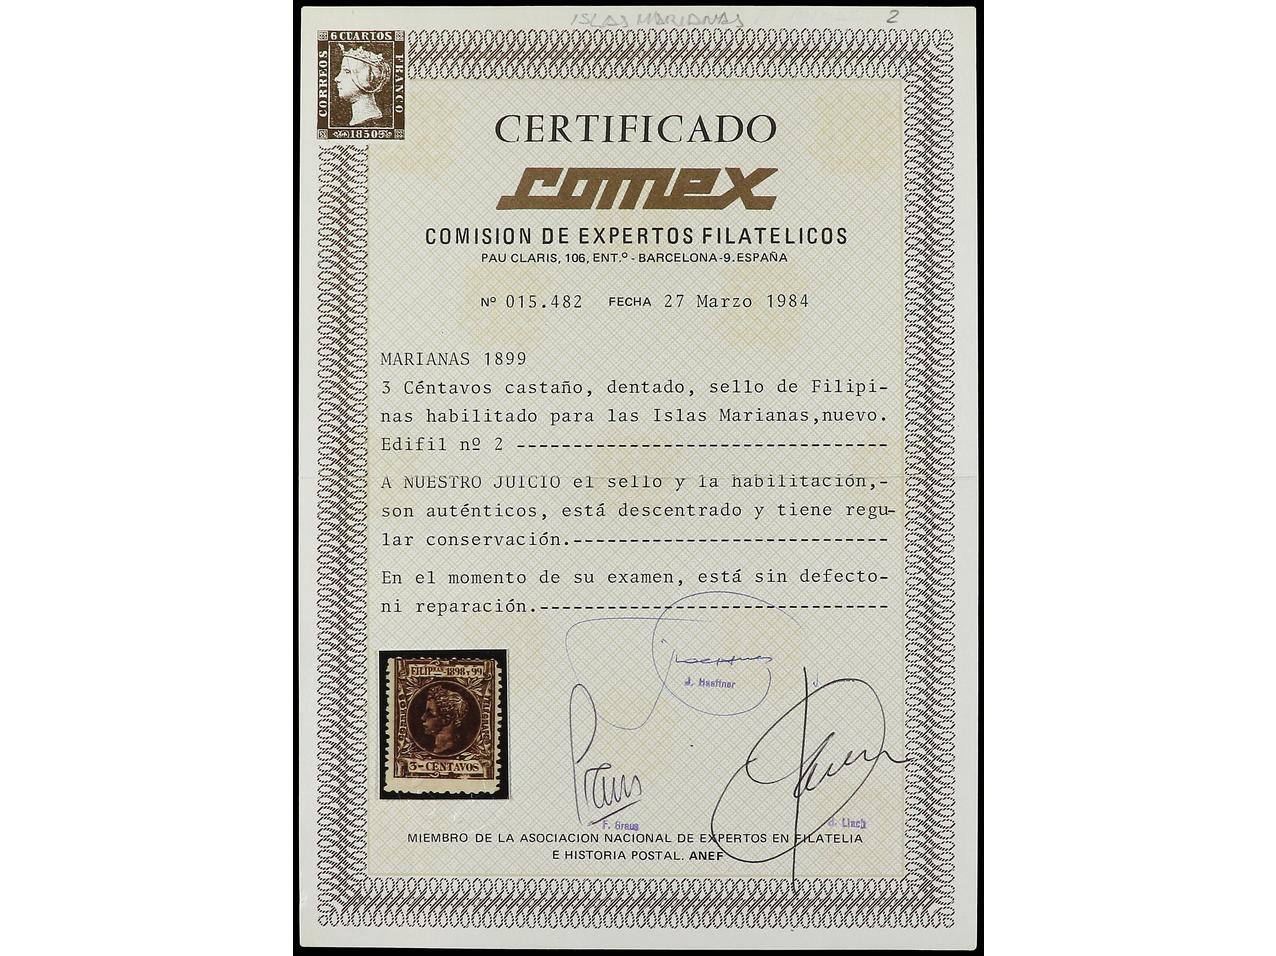 ISLAS MARIANAS 2
6 CUARTOS
CORREOS
FRANCO
1850
CERTIFICADO
comex
COMISION DE EXPERTOS FILATELICOS
PAU CLARIS, 106, ENT.º - BARCELONA-9. ESPAÑA
Nº 015.482 FECHA 27 Marzo 1984
MARIANAS 1899
3 Céntavos castaño, dentado, sello de Filipi-
nas habilitado para las Islas Marianas,nuevo.
Edifil nº 2 ---------------------------------
A NUESTRO JUICIO el sello y la habilitación,-
son auténticos, está descentrado y tiene regu-
lar conservación.----------------------------
En el momento de su examen, está sin defecto-
ni reparación.-------------------------------
FILIPNAS 1898 Y 99
3 CENTAVOS
J. Haeffner
F. Graus
MIEMBRO DE LA ASOCIACION NACIONAL DE EXPERTOS EN FILATELIA
E HISTORIA POSTAL. ANEF